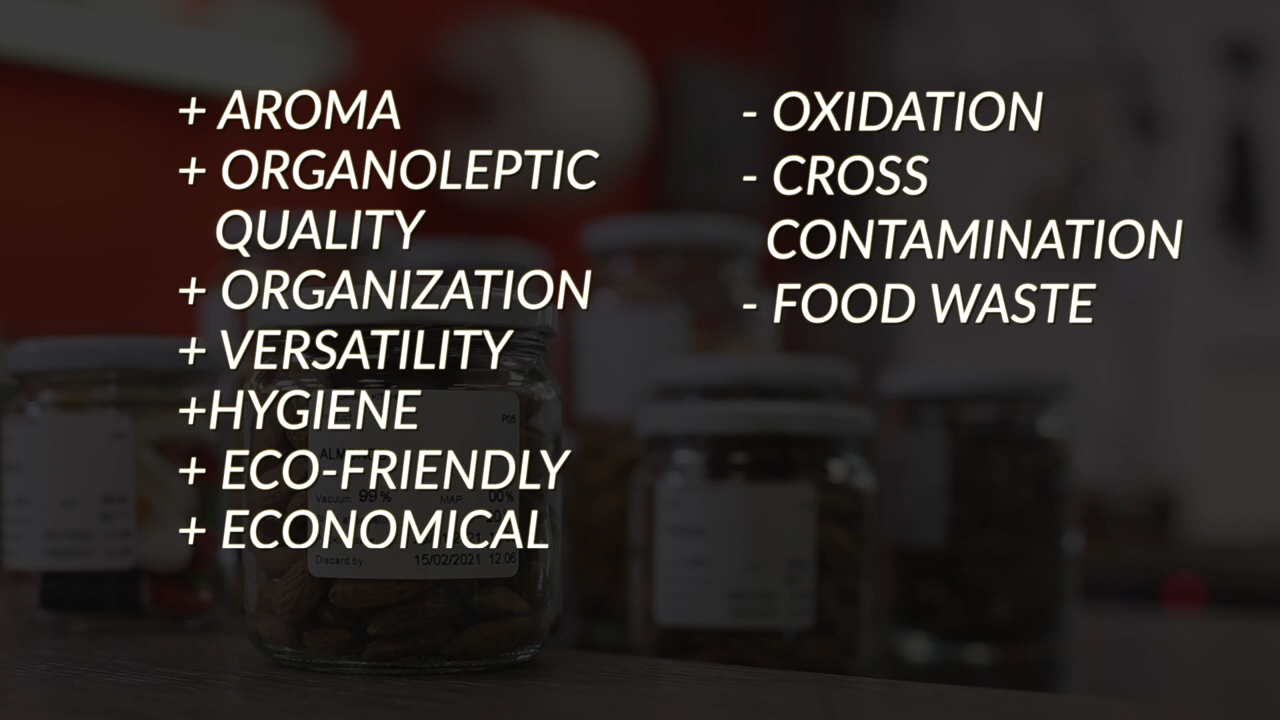 + AROMA
+ ORGANOLEPTIC
QUALITY
+ ORGANIZATION
+ VERSATILITY
+HYGIENE
+ ECO-FRIENDLY
+ ECONOMICAL
- OXIDATION
- CROSS
CONTAMINATION
- FOOD WASTE
P05
Vacuum 99% MAP 00%
Discard by 15/02/2021 12.06